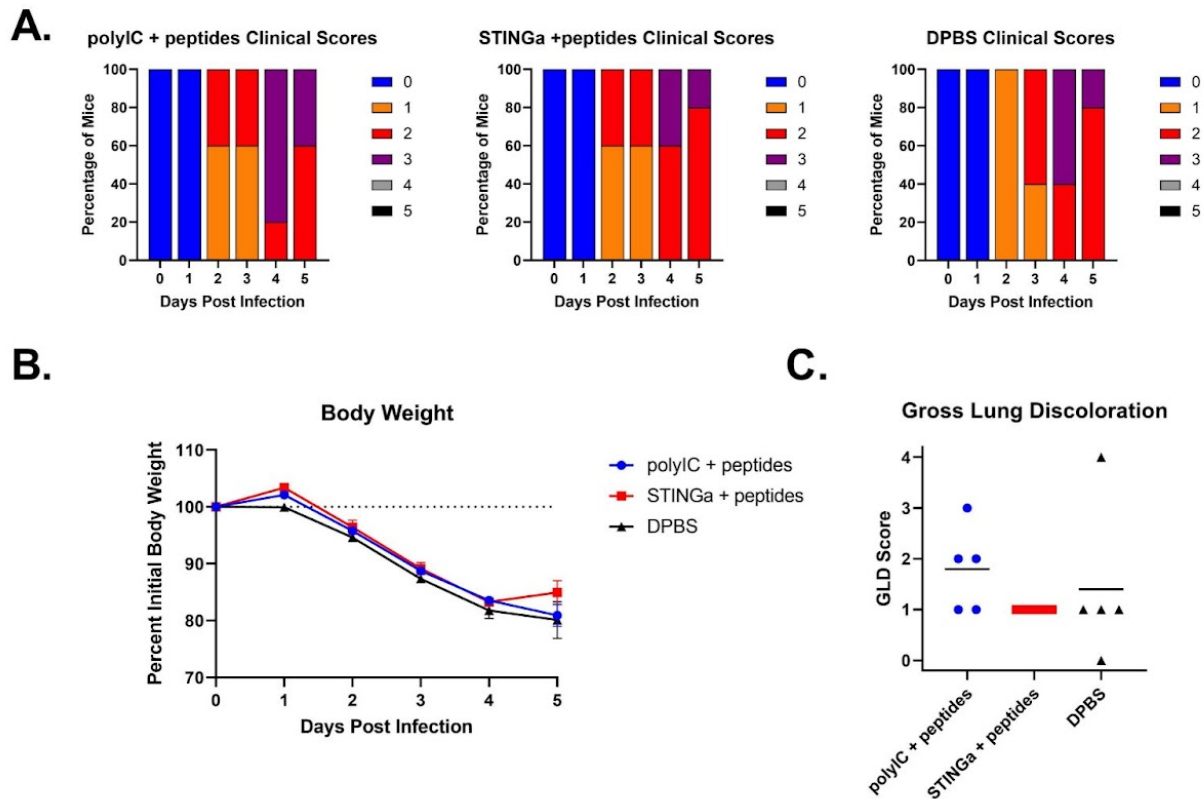 A.
polyIC + peptides Clinical Scores
Percentage of Mice
100
80
60
40
20
0
0 1 2 3 4 5
Days Post Infection
0
1
2
3
4
5
STINGa +peptides Clinical Scores
Percentage of Mice
100
80
60
40
20
0
0 1 2 3 4 5
Days Post Infection
0
1
2
3
4
5
DPBS Clinical Scores
Percentage of Mice
100
80
60
40
20
0
0 1 2 3 4 5
Days Post Infection
0
1
2
3
4
5
B.
Body Weight
Percent Initial Body Weight
110
100
90
80
70
0 1 2 3 4 5
Days Post Infection
polyIC + peptides
STINGa + peptides
DPBS
C.
Gross Lung Discoloration
GLD Score
4
3
2
1
0
polyIC + peptides
STINGa + peptides
DPBS